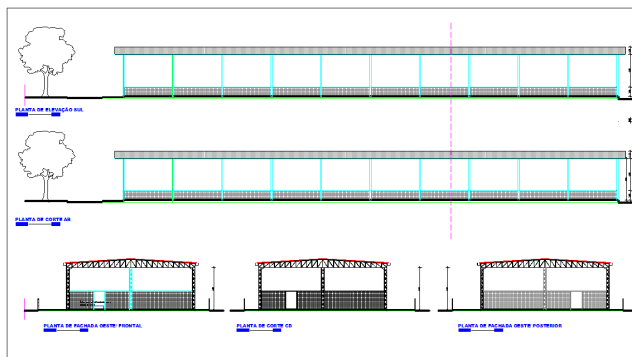 PLANTA DE ELEVAÇÃO SUL
PLANTA DE CORTE AB
PLANTA DE FACHADA OESTE FRONTAL
PLANTA DE CORTE CD
PLANTA DE FACHADA OESTE POSTERIOR